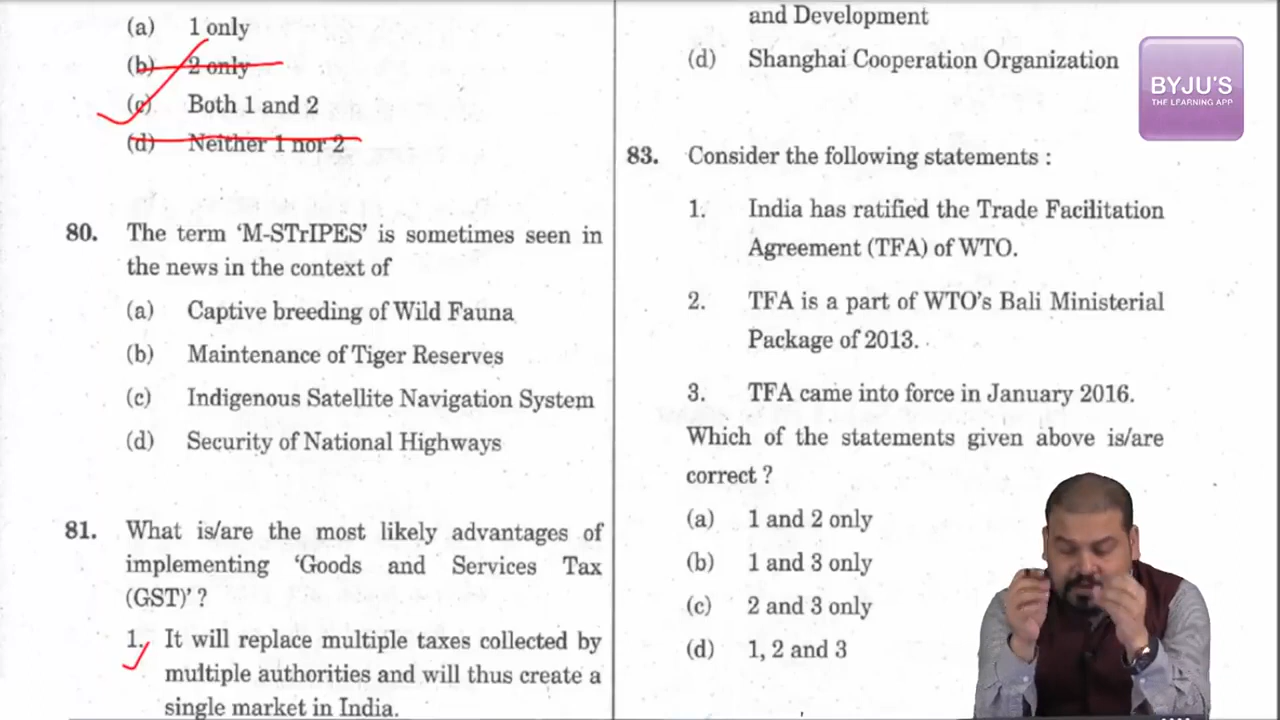 (a) 1 only
(b) 2 only
(c) Both 1 and 2
(d) Neither 1 nor 2
80. The term ‘M-STrIPES’ is sometimes seen in
the news in the context of
(a) Captive breeding of Wild Fauna
(b) Maintenance of Tiger Reserves
(c) Indigenous Satellite Navigation System
(d) Security of National Highways
81. What is/are the most likely advantages of
implementing ‘Goods and Services Tax
(GST)’ ?
1. It will replace multiple taxes collected by
multiple authorities and will thus create a
single market in India.
and Development
(d) Shanghai Cooperation Organization
83. Consider the following statements :
1. India has ratified the Trade Facilitation
Agreement (TFA) of WTO.
2. TFA is a part of WTO’s Bali Ministerial
Package of 2013.
3. TFA came into force in January 2016.
Which of the statements given above is/are
correct ?
(a) 1 and 2 only
(b) 1 and 3 only
(c) 2 and 3 only
(d) 1, 2 and 3
BYJU'S
THE LEARNING APP